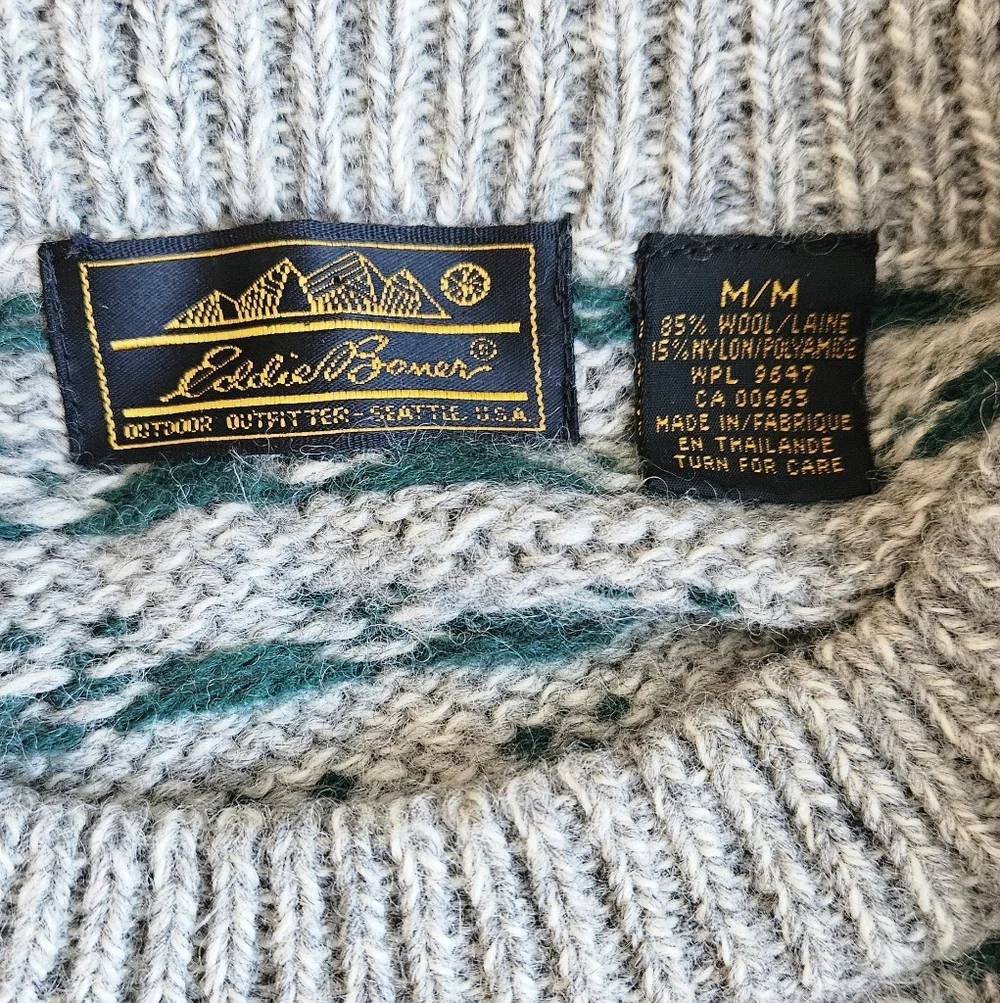 Eddie Bauer®
OUTDOOR OUTFITTER-SEATTLE, U.S.A.
M/M
85% WOOL/LAINE
15% NYLON/POLYAMIDE
WPL 9647
CA 00665
MADE IN/FABRIQUE
EN THAILANDE
TURN FOR CARE